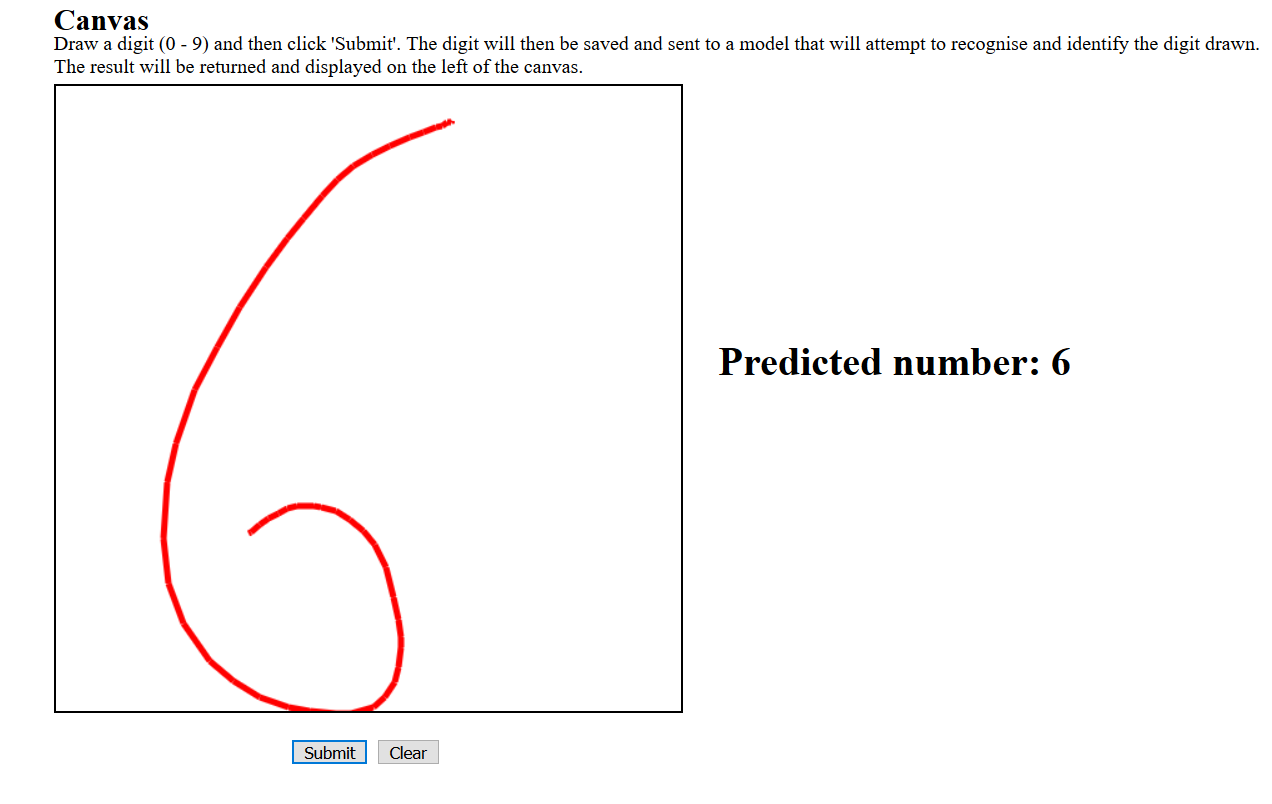 Canvas
Draw a digit (0 - 9) and then click 'Submit'. The digit will then be saved and sent to a model that will attempt to recognise and identify the digit drawn.
The result will be returned and displayed on the left of the canvas.
6
Predicted number: 6
Submit Clear